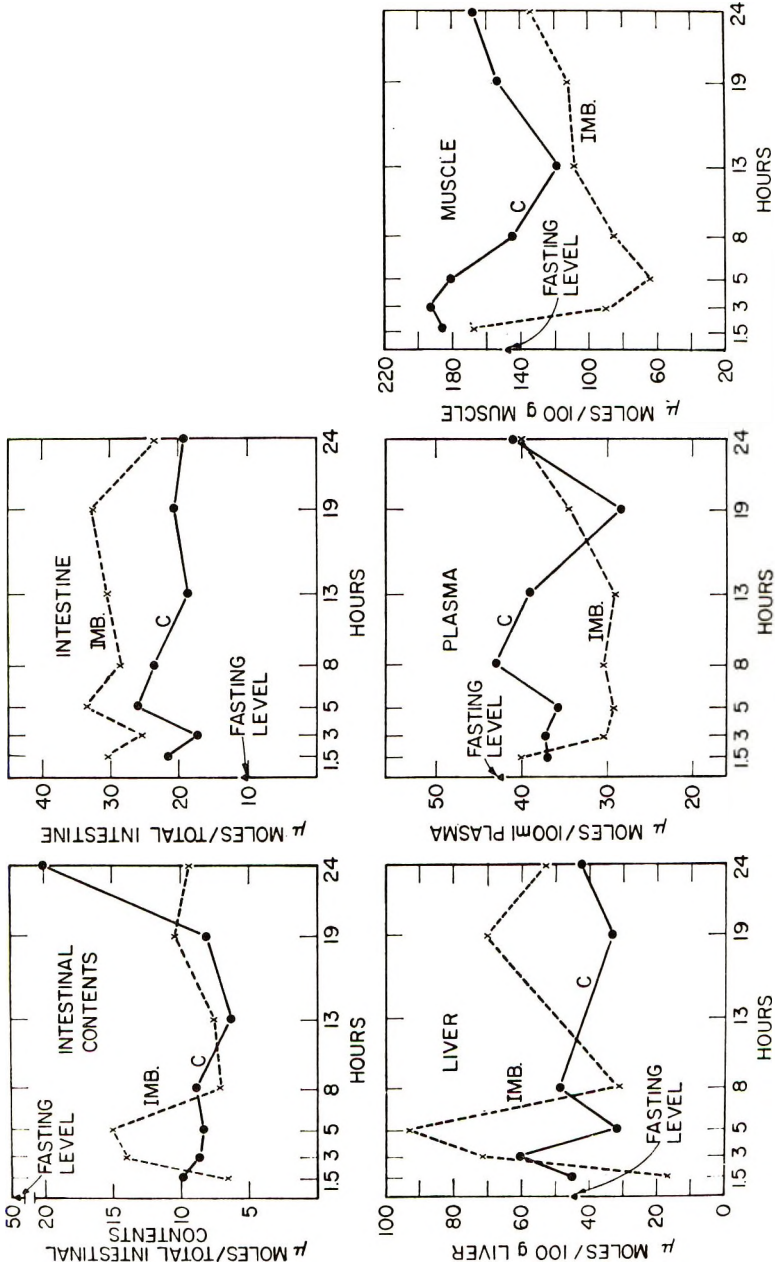 μ MOLES/TOTAL INTESTINAL
CONTENTS
50
20
15
10
5
FASTING
LEVEL
INTESTINAL
CONTENTS
IMB.
C
1.5 3 5 8 13 19 24
HOURS
μ MOLES/TOTAL INTESTINE
40
30
20
10
INTESTINE
IMB.
C
FASTING
LEVEL
1.5 3 5 8 13 19 24
HOURS
μ MOLES/100 g LIVER
100
80
60
40
20
0
LIVER
IMB.
C
FASTING
LEVEL
1.5 3 5 8 13 19 24
HOURS
μ MOLES/100ml PLASMA
50
40
30
FASTING
LEVEL
PLASMA
C
IMB.
1.5 3 5 8 13 19 24
HOURS
μ MOLES/100 g MUSCLE
220
180
140
100
60
20
MUSCLE
C
IMB.
FASTING
LEVEL
1.5 3 5 8 13 19 24
HOURS